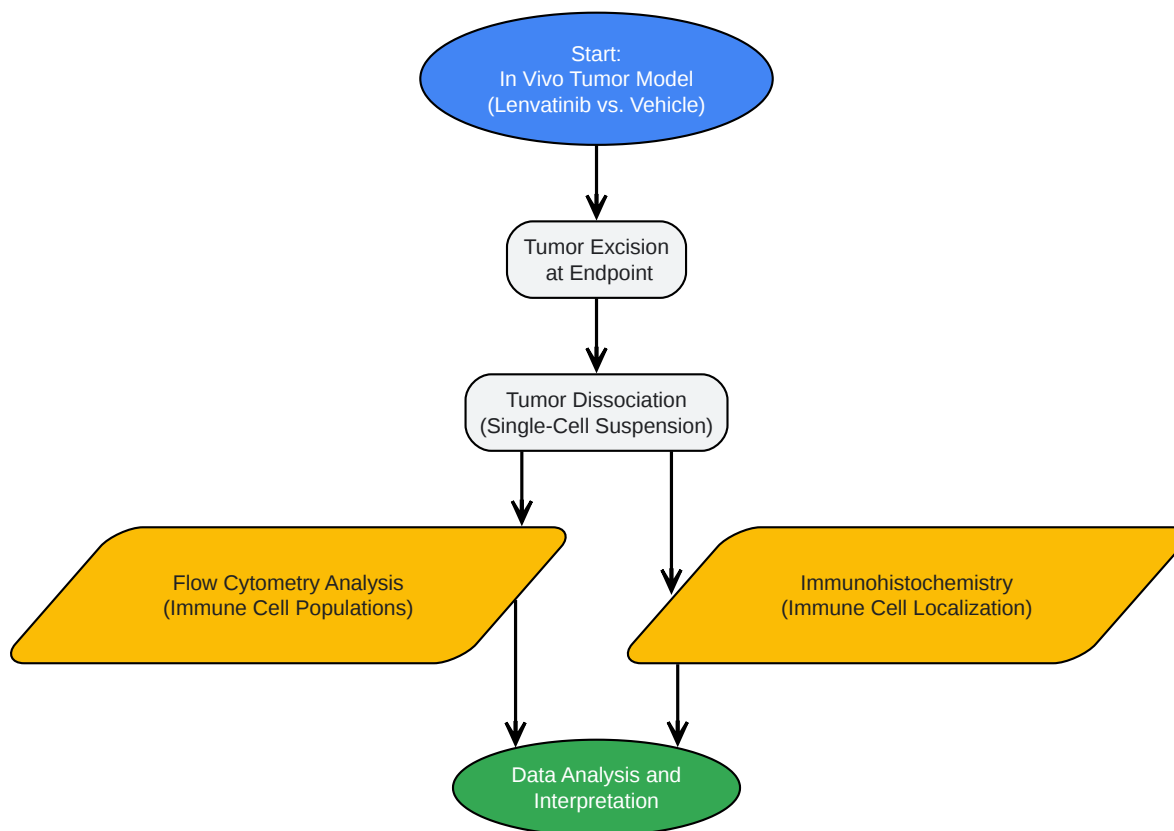 Start:
In Vivo Tumor Model
(Lenvatinib vs. Vehicle)
Tumor Excision
at Endpoint
Tumor Dissociation
(Single-Cell Suspension)
Flow Cytometry Analysis
(Immune Cell Populations)
Immunohistochemistry
(Immune Cell Localization)
Data Analysis and
Interpretation